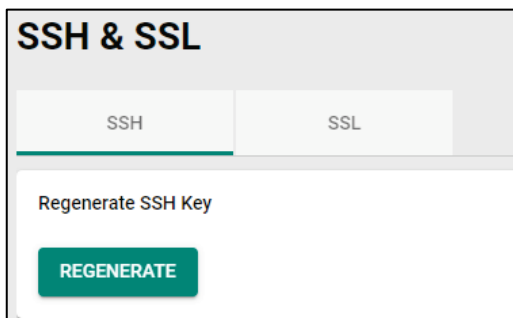 SSH & SSL
SSH SSL
Regenerate SSH Key
REGENERATE